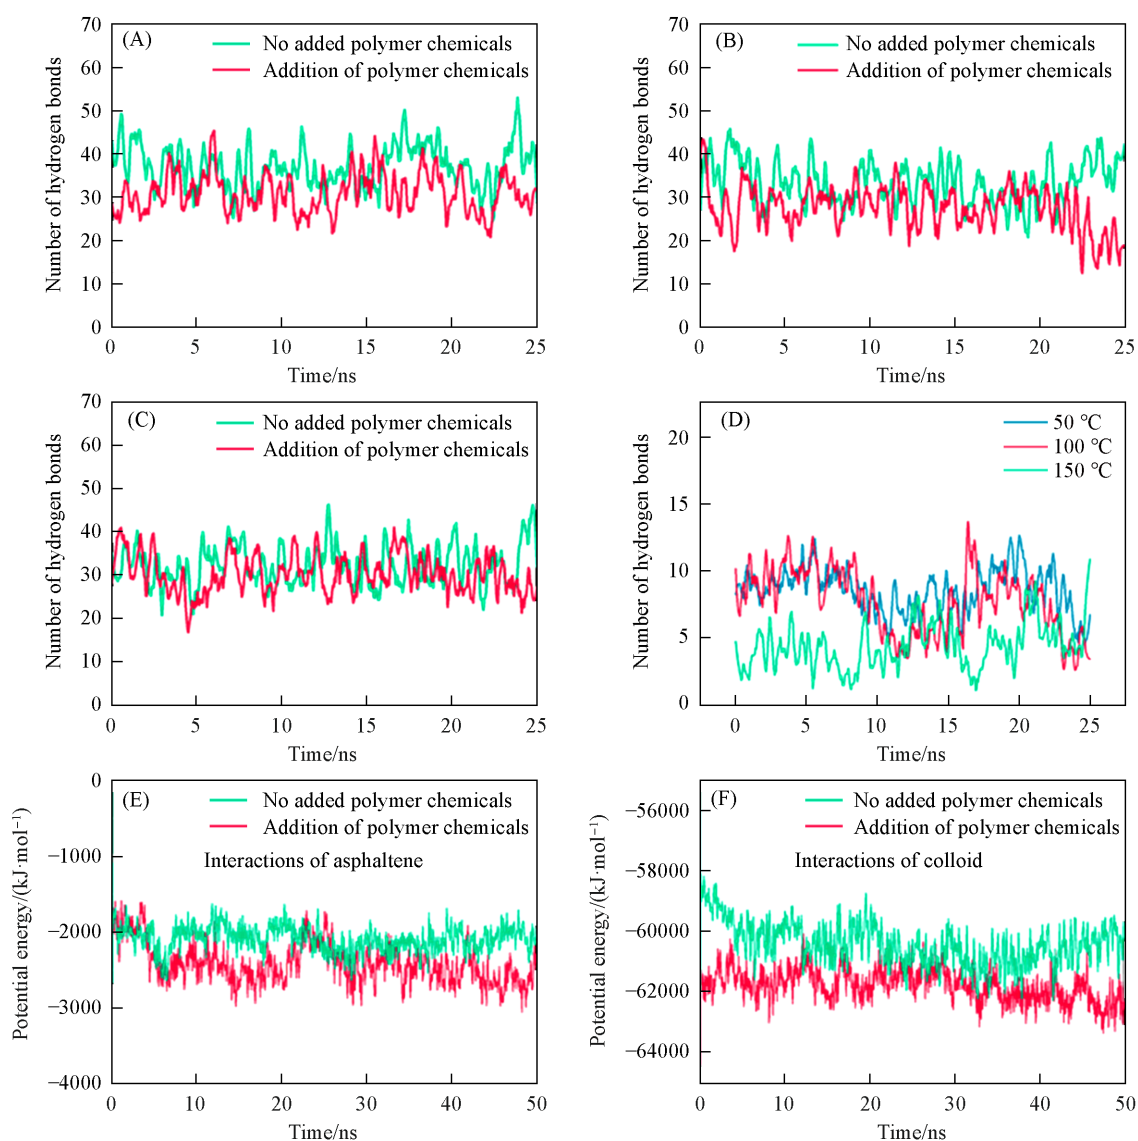 (A)
No added polymer chemicals
Addition of polymer chemicals
Number of hydrogen bonds
70
60
50
40
30
20
10
0
0 5 10 15 20 25
Time/ns
(B)
No added polymer chemicals
Addition of polymer chemicals
Number of hydrogen bonds
70
60
50
40
30
20
10
0
0 5 10 15 20 25
Time/ns
(C)
No added polymer chemicals
Addition of polymer chemicals
Number of hydrogen bonds
70
60
50
40
30
20
10
0
0 5 10 15 20 25
Time/ns
(D)
50 ℃
100 ℃
150 ℃
Number of hydrogen bonds
20
15
10
5
0
0 5 10 15 20 25
Time/ns
(E)
No added polymer chemicals
Addition of polymer chemicals
Interactions of asphaltene
Potential energy/(kJ·mol⁻¹)
0
−1000
−2000
−3000
−4000
0 10 20 30 40 50
Time/ns
(F)
No added polymer chemicals
Addition of polymer chemicals
Interactions of colloid
Potential energy/(kJ·mol⁻¹)
−56000
−58000
−60000
−62000
−64000
0 10 20 30 40 50
Time/ns